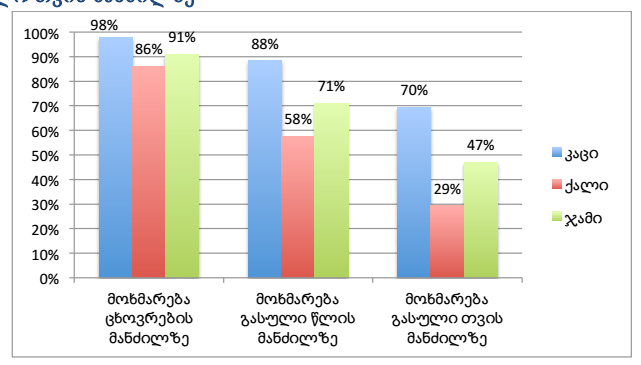 100%
90%
80%
70%
60%
50%
40%
30%
20%
10%
0%
98%
86%
91%
88%
58%
71%
70%
29%
47%
მოხმარება
ცხოვრების
მანძილზე
მოხმარება
გასული წლის
მანძილზე
მოხმარება
გასული თვის
მანძილზე
კაცი
ქალი
ჯამი